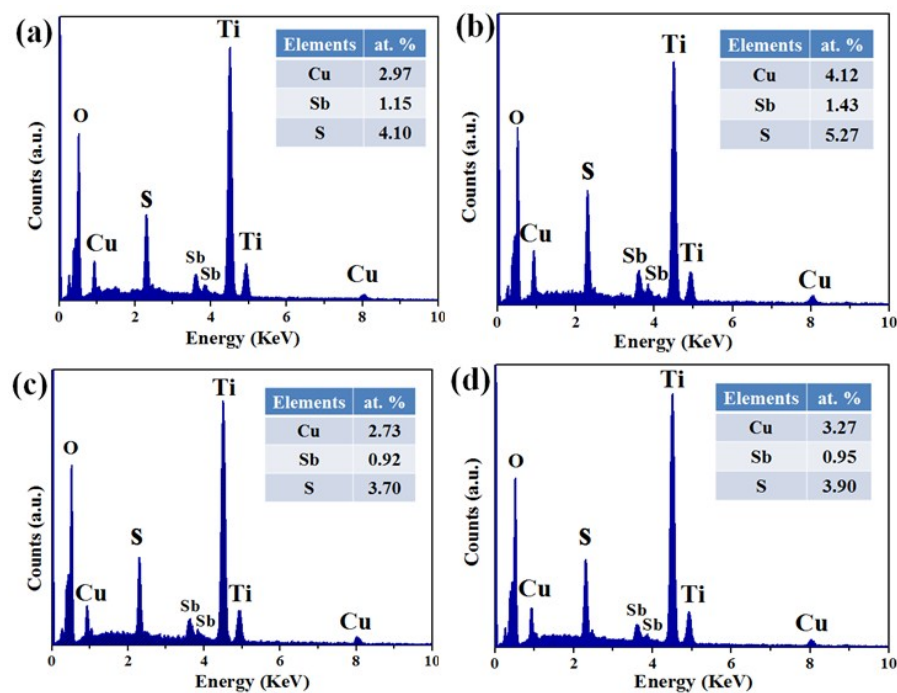 (a)
Ti
Elements at. %
Cu 2.97
Sb 1.15
S 4.10
O
S
Cu
Sb
Sb
Ti
Cu
Counts (a.u.)
0 2 4 6 8 10
Energy (KeV)
(b)
Ti
Elements at. %
Cu 4.12
Sb 1.43
S 5.27
O
S
Cu
Sb
Sb
Ti
Cu
Counts (a.u.)
0 2 4 6 8 10
Energy (KeV)
(c)
Ti
Elements at. %
Cu 2.73
Sb 0.92
S 3.70
O
S
Cu
Sb
Sb
Ti
Cu
Counts (a.u.)
0 2 4 6 8 10
Energy (KeV)
(d)
Ti
Elements at. %
Cu 3.27
Sb 0.95
S 3.90
O
S
Cu
Sb
Sb
Ti
Cu
Counts (a.u.)
0 2 4 6 8 10
Energy (KeV)